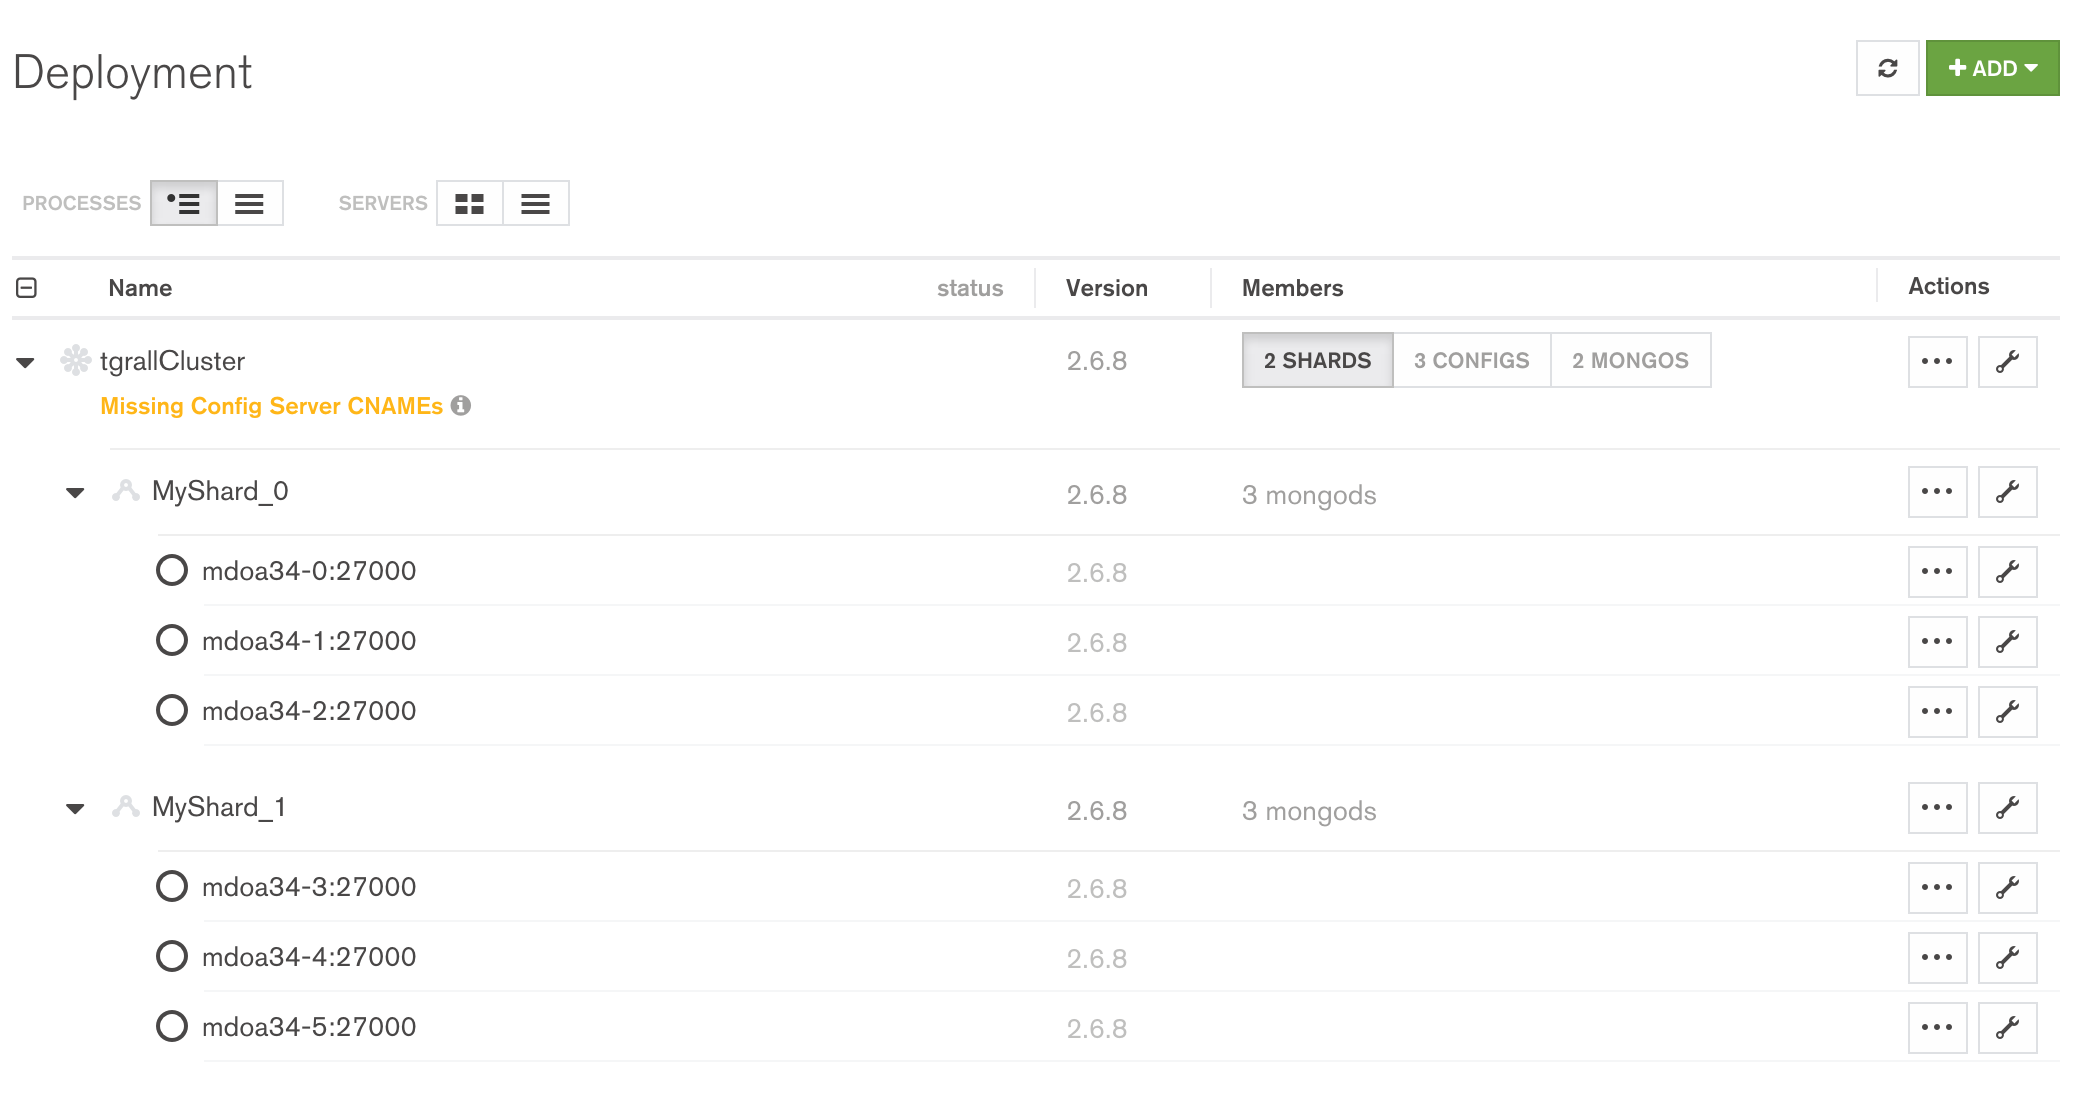 Deployment
+ ADD
PROCESSES SERVERS
Name status Version Members Actions
tgrallCluster 2.6.8 2 SHARDS 3 CONFIGS 2 MONGOS
Missing Config Server CNAMEs
MyShard_0 2.6.8 3 mongods
mdoa34-0:27000 2.6.8
mdoa34-1:27000 2.6.8
mdoa34-2:27000 2.6.8
MyShard_1 2.6.8 3 mongods
mdoa34-3:27000 2.6.8
mdoa34-4:27000 2.6.8
mdoa34-5:27000 2.6.8